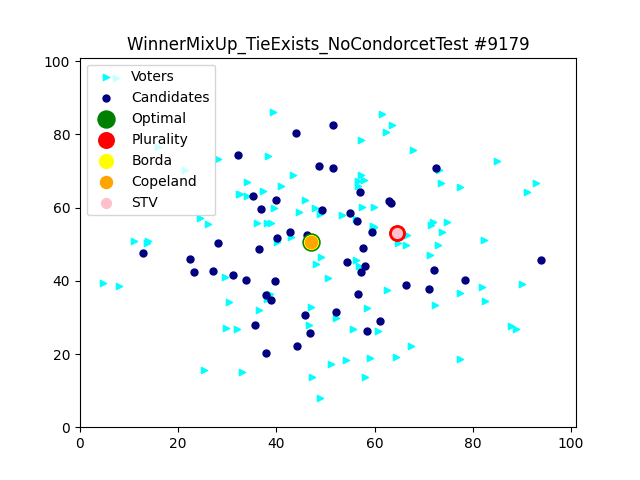 WinnerMixUp_TieExists_NoCondorcetTest #9179
100
80
60
40
20
0
Voters
Candidates
Optimal
Plurality
Borda
Copeland
STV
0 20 40 60 80 100